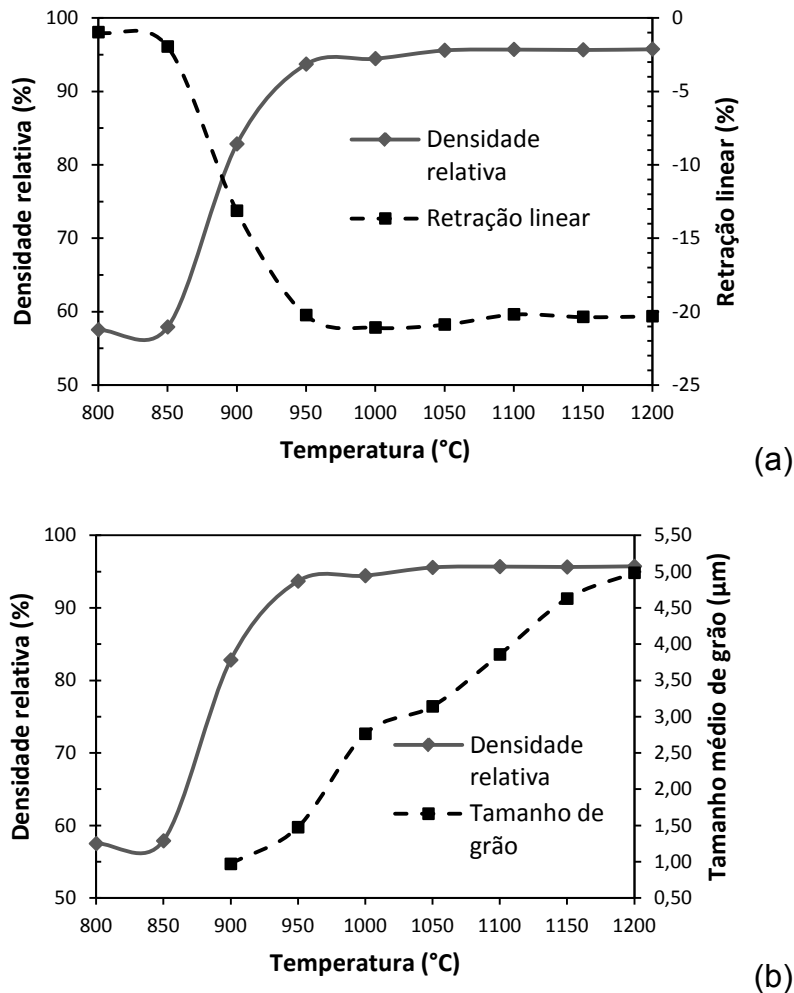 100
90
80
70
60
50
Densidade relativa (%)
0
-5
-10
-15
-20
-25
Retração linear (%)
Densidade
relativa
Retração linear
800 850 900 950 1000 1050 1100 1150 1200
Temperatura (°C)
(a)
100
90
80
70
60
50
Densidade relativa (%)
5,50
5,00
4,50
4,00
3,50
3,00
2,50
2,00
1,50
1,00
0,50
Tamanho médio de grão (µm)
Densidade
relativa
Tamanho de
grão
800 850 900 950 1000 1050 1100 1150 1200
Temperatura (°C)
(b)